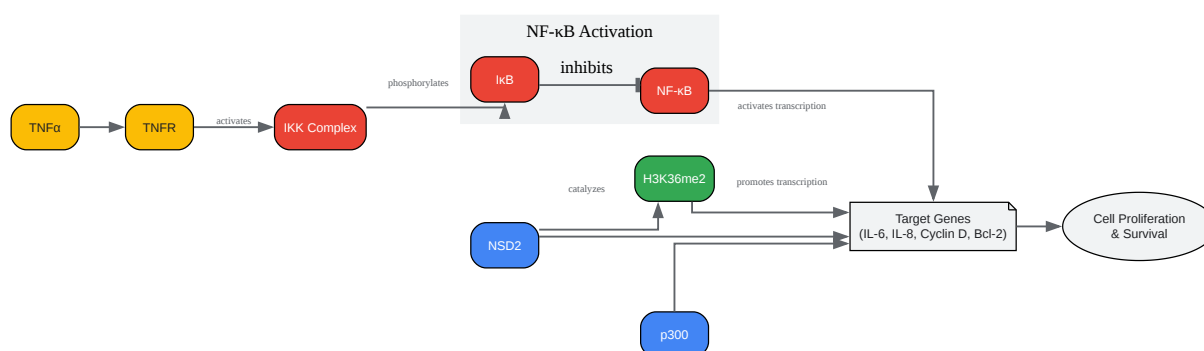 NF-κB Activation
phosphorylates
IκB
inhibits
NF-κB
activates transcription
TNFα
TNFR
activates
IKK Complex
catalyzes
H3K36me2
promotes transcription
NSD2
Target Genes
(IL-6, IL-8, Cyclin D, Bcl-2)
Cell Proliferation
& Survival
p300